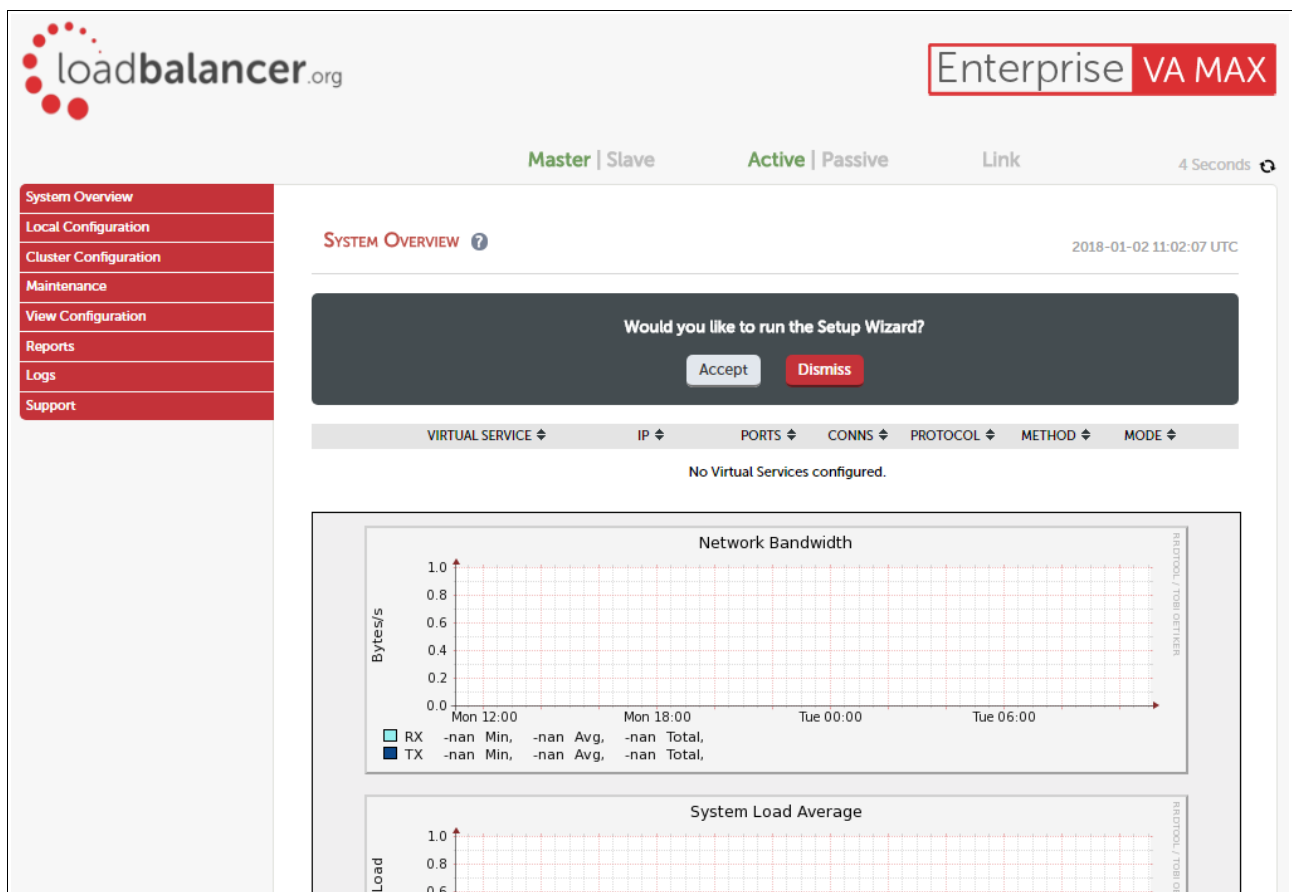 loadbalancer.org
Enterprise VA MAX
Master | Slave Active | Passive Link 4 Seconds
System Overview
Local Configuration
Cluster Configuration
Maintenance
View Configuration
Reports
Logs
Support
SYSTEM OVERVIEW ?
2018-01-02 11:02:07 UTC
Would you like to run the Setup Wizard?
Accept Dismiss
VIRTUAL SERVICE IP PORTS CONNS PROTOCOL METHOD MODE
No Virtual Services configured.
Network Bandwidth
RRDTOOL / TOBI OETIKER
Bytes/s
1.0
0.8
0.6
0.4
0.2
0.0
Mon 12:00 Mon 18:00 Tue 00:00 Tue 06:00
RX -nan Min, -nan Avg, -nan Total,
TX -nan Min, -nan Avg, -nan Total,
System Load Average
RRDTOOL / TOBI
Load
1.0
0.8
0.6